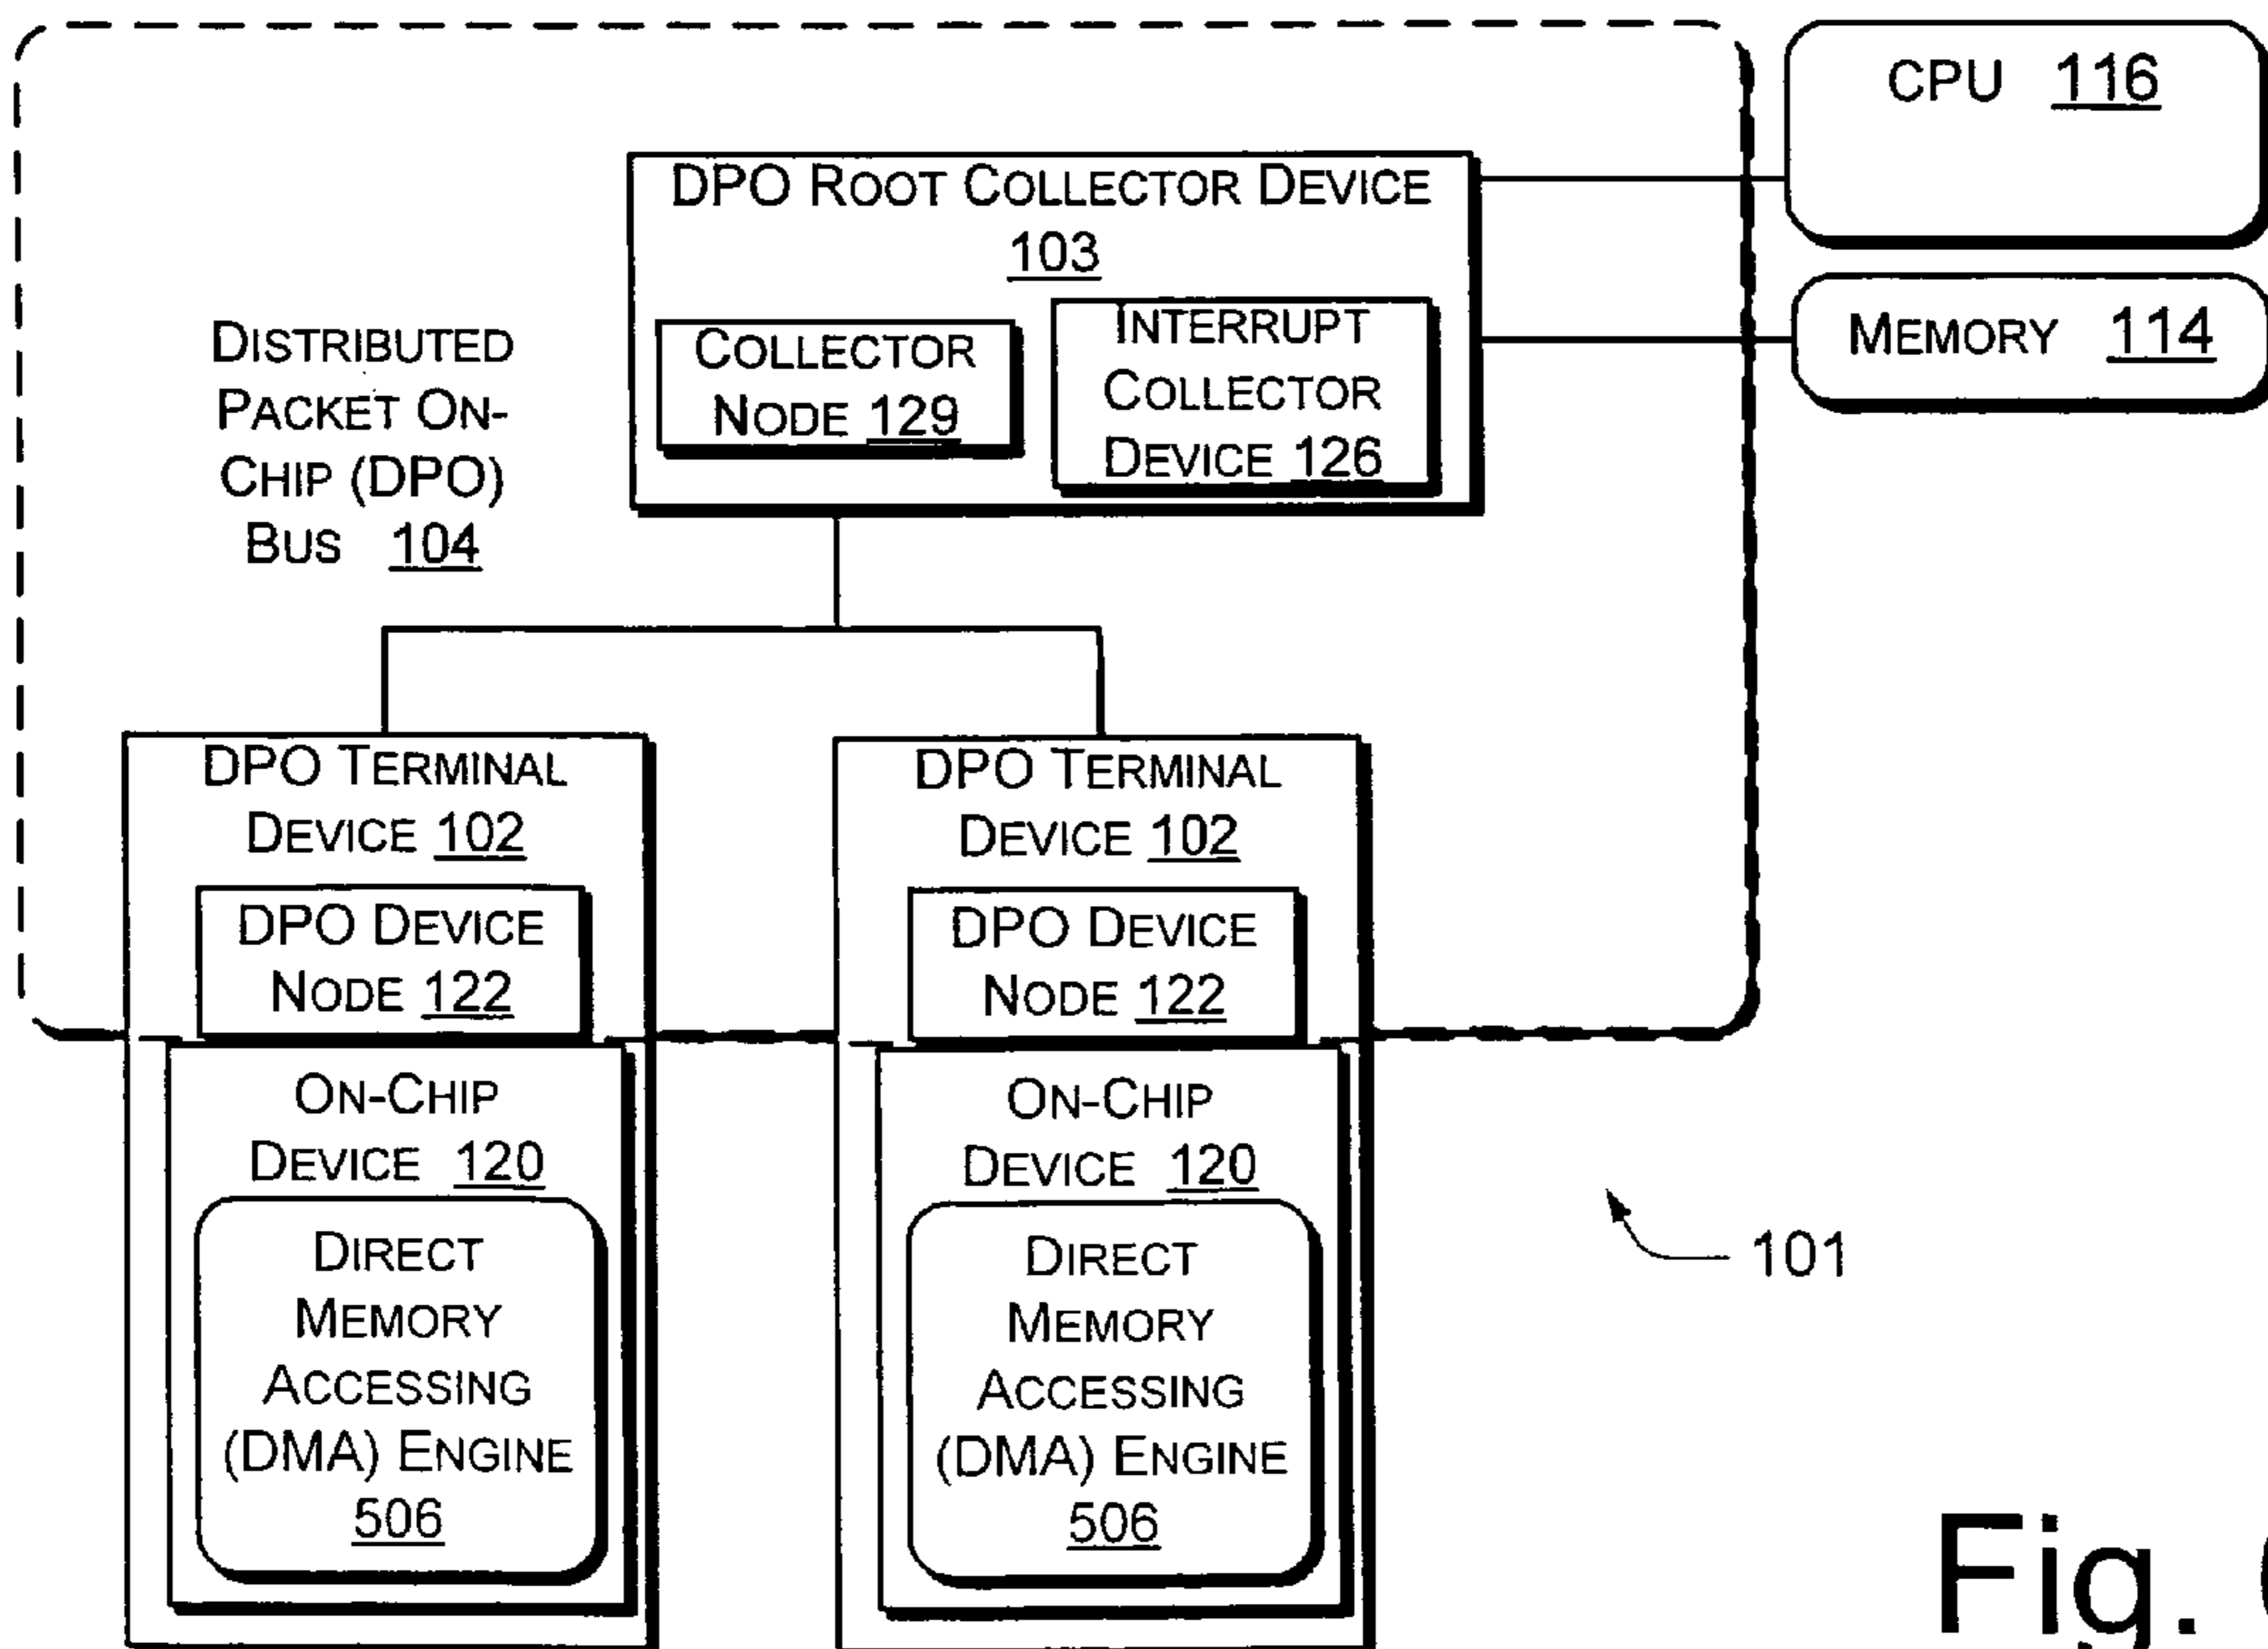 CPU 116
DPO ROOT COLLECTOR DEVICE
103
COLLECTOR
NODE 129
INTERRUPT
COLLECTOR
DEVICE 126
MEMORY 114
DISTRIBUTED
PACKET ON-
CHIP (DPO)
BUS 104
DPO TERMINAL
DEVICE 102
DPO DEVICE
NODE 122
ON-CHIP
DEVICE 120
DIRECT
MEMORY
ACCESSING
(DMA) ENGINE
506
DPO TERMINAL
DEVICE 102
DPO DEVICE
NODE 122
ON-CHIP
DEVICE 120
DIRECT
MEMORY
ACCESSING
(DMA) ENGINE
506
101
Fig.